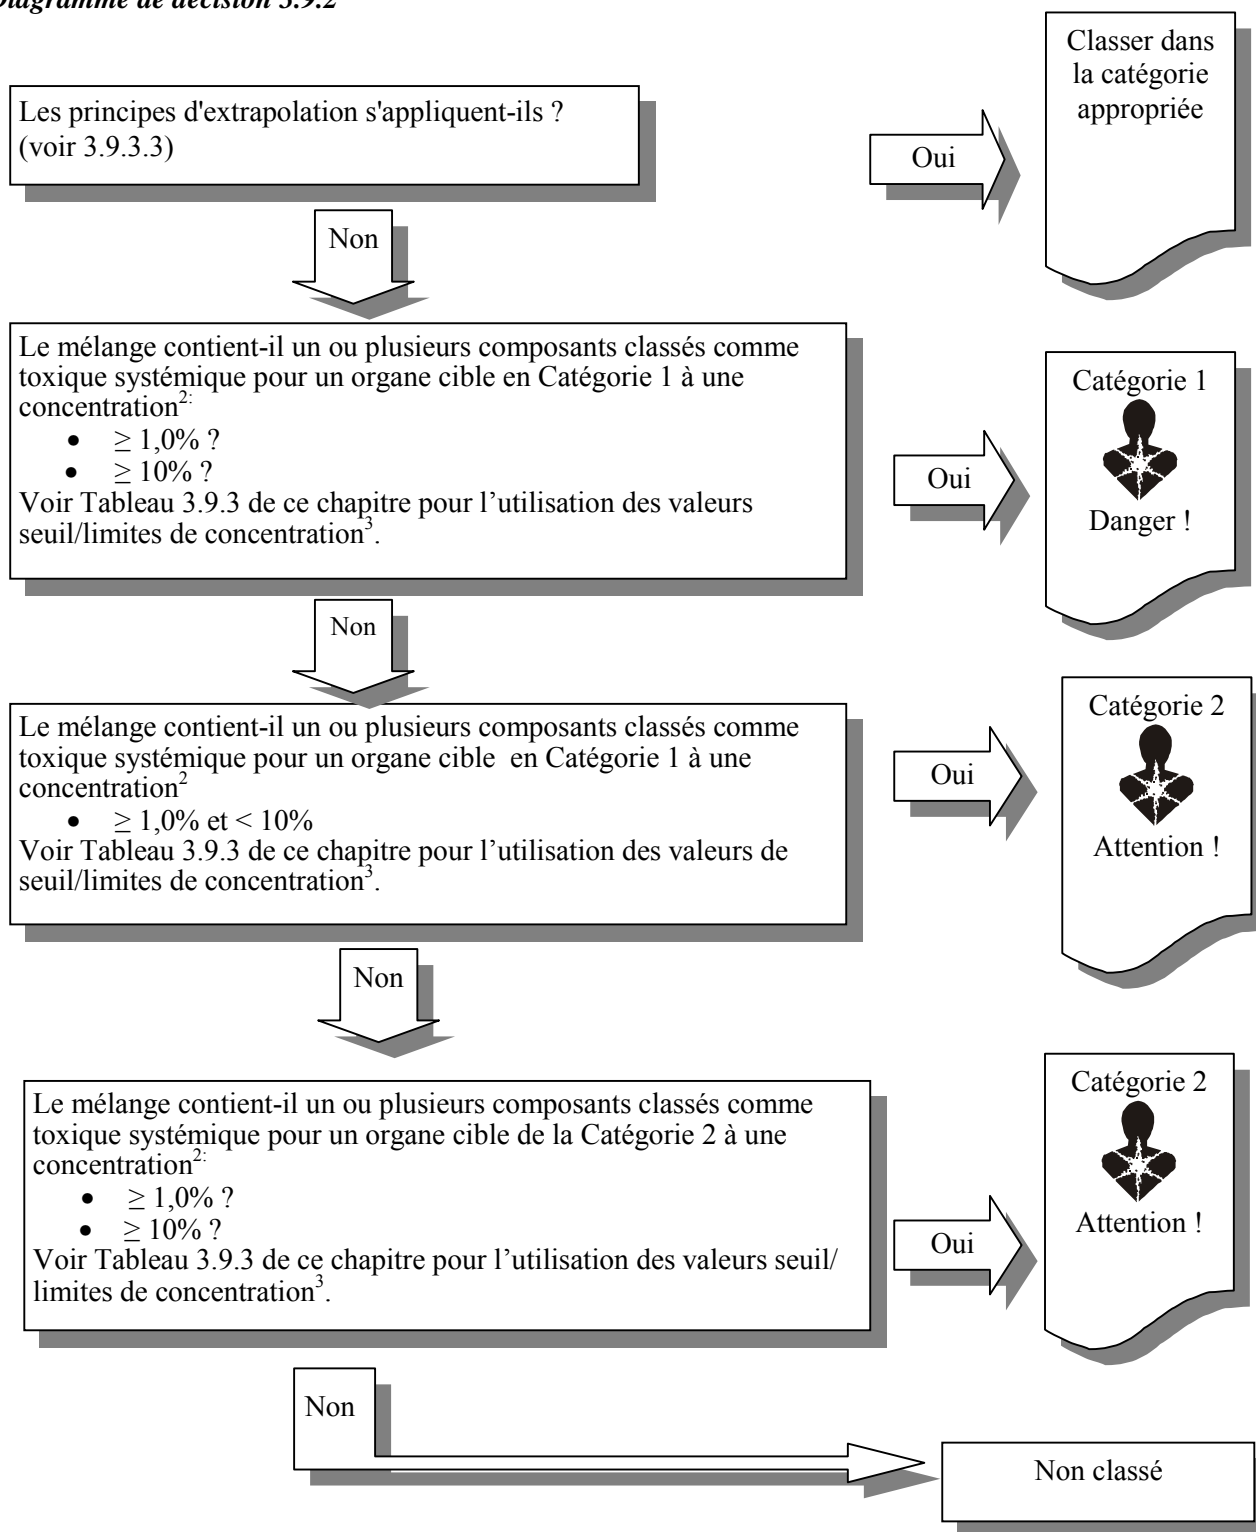 Diagramme de décision 3.9.2
Les principes d'extrapolation s'appliquent-ils ?
(voir 3.9.3.3)
Oui
Classer dans
la catégorie
appropriée
Non
Le mélange contient-il un ou plusieurs composants classés comme
toxique systémique pour un organe cible en Catégorie 1 à une
concentration²:
• ≥ 1,0% ?
• ≥ 10% ?
Voir Tableau 3.9.3 de ce chapitre pour l’utilisation des valeurs
seuil/limites de concentration³.
Oui
Catégorie 1
Danger !
Non
Le mélange contient-il un ou plusieurs composants classés comme
toxique systémique pour un organe cible en Catégorie 1 à une
concentration²
• ≥ 1,0% et < 10%
Voir Tableau 3.9.3 de ce chapitre pour l’utilisation des valeurs de
seuil/limites de concentration³.
Oui
Catégorie 2
Attention !
Non
Le mélange contient-il un ou plusieurs composants classés comme
toxique systémique pour un organe cible de la Catégorie 2 à une
concentration²:
• ≥ 1,0% ?
• ≥ 10% ?
Voir Tableau 3.9.3 de ce chapitre pour l’utilisation des valeurs seuil/
limites de concentration³.
Oui
Catégorie 2
Attention !
Non
Non classé